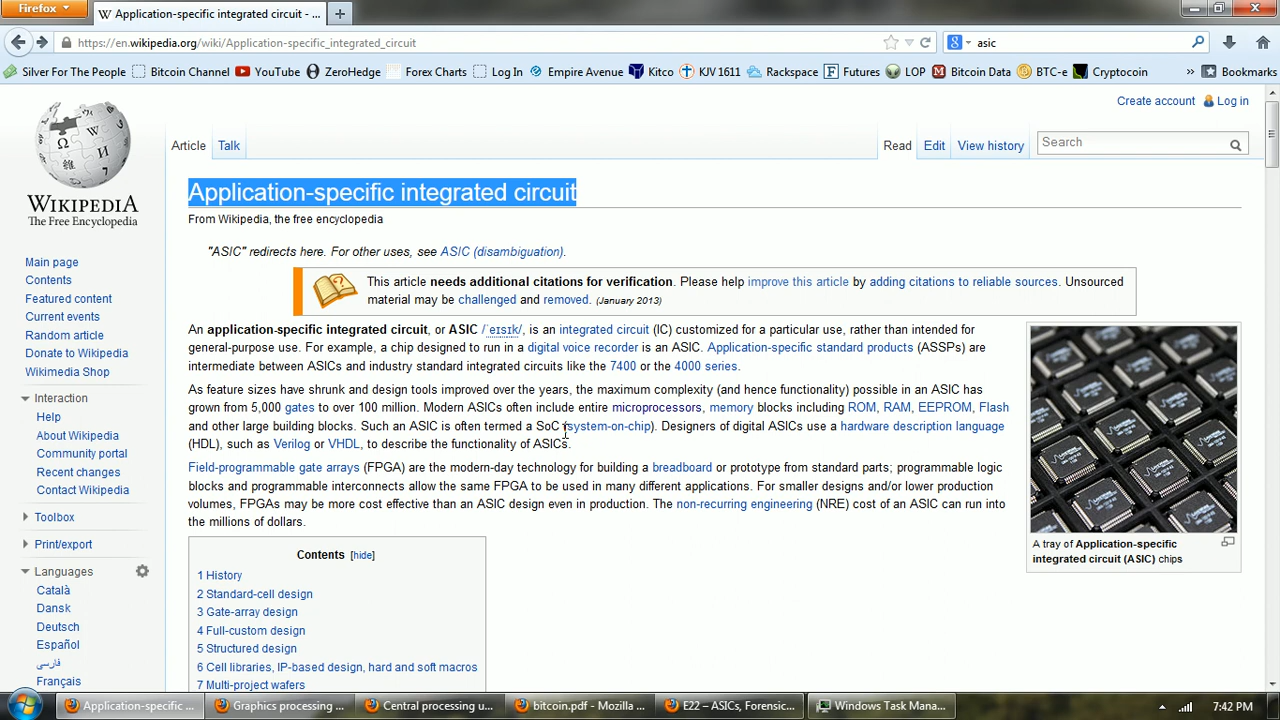 Firefox
Application-specific integrated circuit - ...
https://en.wikipedia.org/wiki/Application-specific_integrated_circuit
asic
Silver For The People Bitcoin Channel YouTube ZeroHedge Forex Charts Log In Empire Avenue Kitco KJV 1611 Rackspace Futures LOP Bitcoin Data BTC-e Cryptocoin » Bookmarks
Create account Log in
Article Talk Read Edit View history Search
WIKIPEDIA
The Free Encyclopedia
Main page
Contents
Featured content
Current events
Random article
Donate to Wikipedia
Wikimedia Shop
Interaction
Help
About Wikipedia
Community portal
Recent changes
Contact Wikipedia
Toolbox
Print/export
Languages
Català
Dansk
Deutsch
Español
فارسی
Français
Application-specific integrated circuit
From Wikipedia, the free encyclopedia
"ASIC" redirects here. For other uses, see ASIC (disambiguation).
This article needs additional citations for verification. Please help improve this article by adding citations to reliable sources. Unsourced
material may be challenged and removed. (January 2013)
An application-specific integrated circuit, or ASIC /ˈeɪsɪk/, is an integrated circuit (IC) customized for a particular use, rather than intended for
general-purpose use. For example, a chip designed to run in a digital voice recorder is an ASIC. Application-specific standard products (ASSPs) are
intermediate between ASICs and industry standard integrated circuits like the 7400 or the 4000 series.
As feature sizes have shrunk and design tools improved over the years, the maximum complexity (and hence functionality) possible in an ASIC has
grown from 5,000 gates to over 100 million. Modern ASICs often include entire microprocessors, memory blocks including ROM, RAM, EEPROM, Flash
and other large building blocks. Such an ASIC is often termed a SoC (system-on-chip). Designers of digital ASICs use a hardware description language
(HDL), such as Verilog or VHDL, to describe the functionality of ASICs.
Field-programmable gate arrays (FPGA) are the modern-day technology for building a breadboard or prototype from standard parts; programmable logic
blocks and programmable interconnects allow the same FPGA to be used in many different applications. For smaller designs and/or lower production
volumes, FPGAs may be more cost effective than an ASIC design even in production. The non-recurring engineering (NRE) cost of an ASIC can run into
the millions of dollars.
Contents [hide]
1 History
2 Standard-cell design
3 Gate-array design
4 Full-custom design
5 Structured design
6 Cell libraries, IP-based design, hard and soft macros
7 Multi-project wafers
A tray of Application-specific
integrated circuit (ASIC) chips
Application-specific ... Graphics processing ... Central processing u... bitcoin.pdf - Mozilla ... E22 – ASICs, Forensic... Windows Task Mana... 7:42 PM